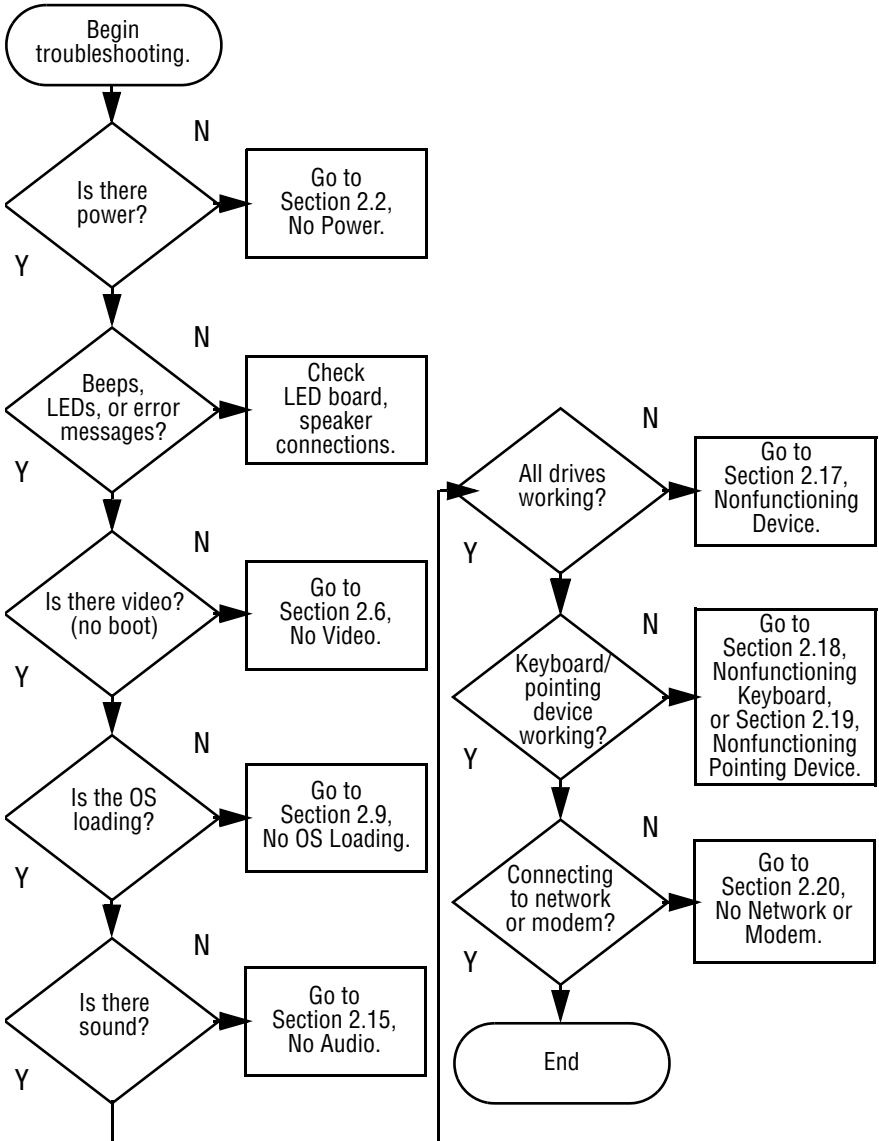 Begin
troubleshooting.
N
Is there
power?
Go to
Section 2.2,
No Power.
Y
N
Beeps,
LEDs, or error
messages?
Check
LED board,
speaker
connections.
Y
N
Is there video?
(no boot)
Go to
Section 2.6,
No Video.
Y
N
Is the OS
loading?
Go to
Section 2.9,
No OS Loading.
Y
N
Is there
sound?
Go to
Section 2.15,
No Audio.
Y
N
All drives
working?
Go to
Section 2.17,
Nonfunctioning
Device.
Y
N
Keyboard/
pointing
device
working?
Go to
Section 2.18,
Nonfunctioning
Keyboard,
or Section 2.19,
Nonfunctioning
Pointing Device.
Y
N
Connecting
to network
or modem?
Go to
Section 2.20,
No Network or
Modem.
Y
End